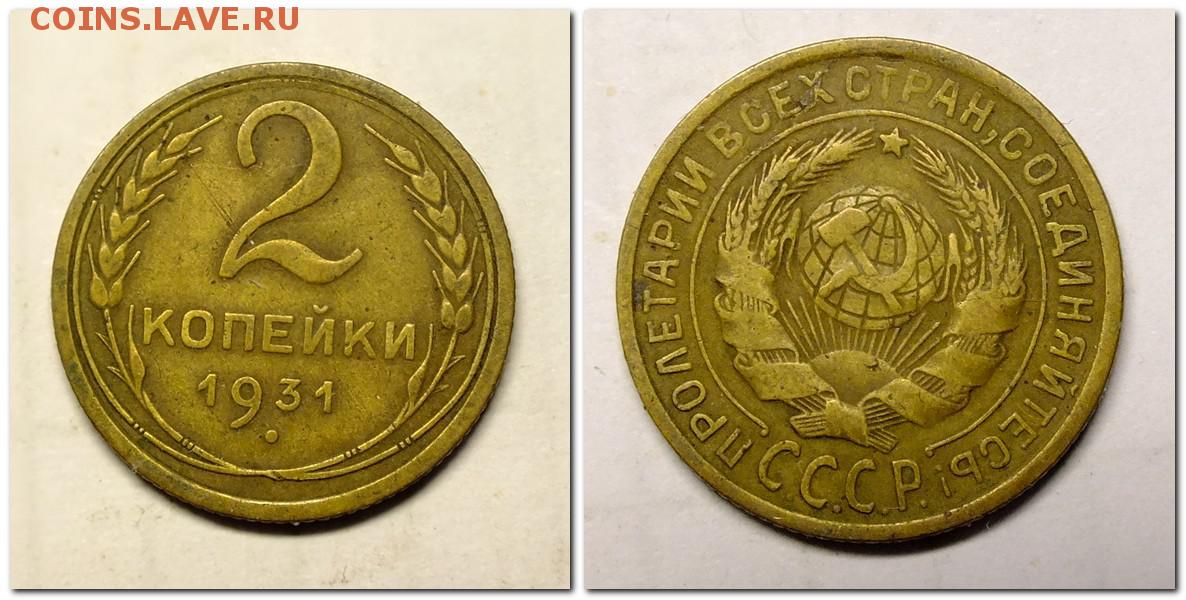 COINS.LAVE.RU
2
КОПЕЙКИ
1931
ПРОЛЕТАРИИ ВСЕХ СТРАН, СОЕДИНЯЙТЕСЬ!
С.С.С.Р.